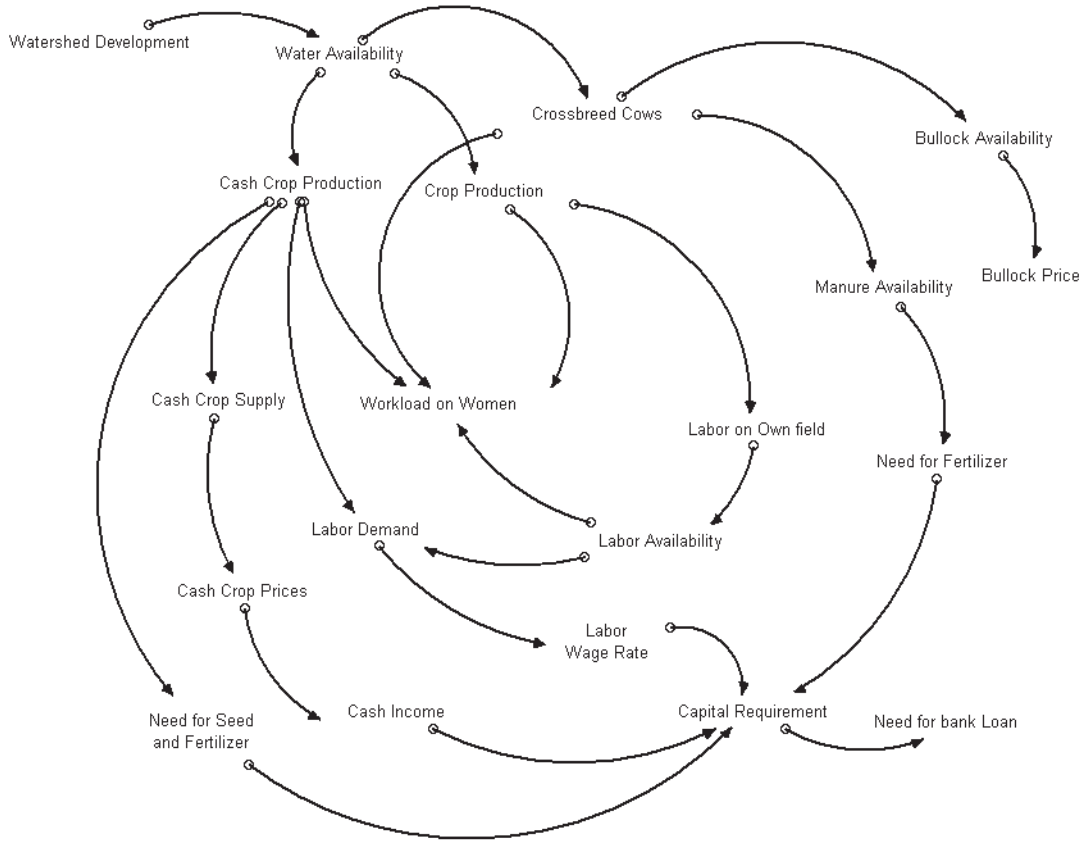 Watershed Development
Water Availability
Crossbreed Cows
Bullock Availability
Cash Crop Production
Crop Production
Bullock Price
Manure Availability
Cash Crop Supply
Workload on Women
Labor on Own field
Need for Fertilizer
Labor Demand
Labor Availability
Cash Crop Prices
Labor
Wage Rate
Need for Seed
and Fertilizer
Cash Income
Capital Requirement
Need for bank Loan